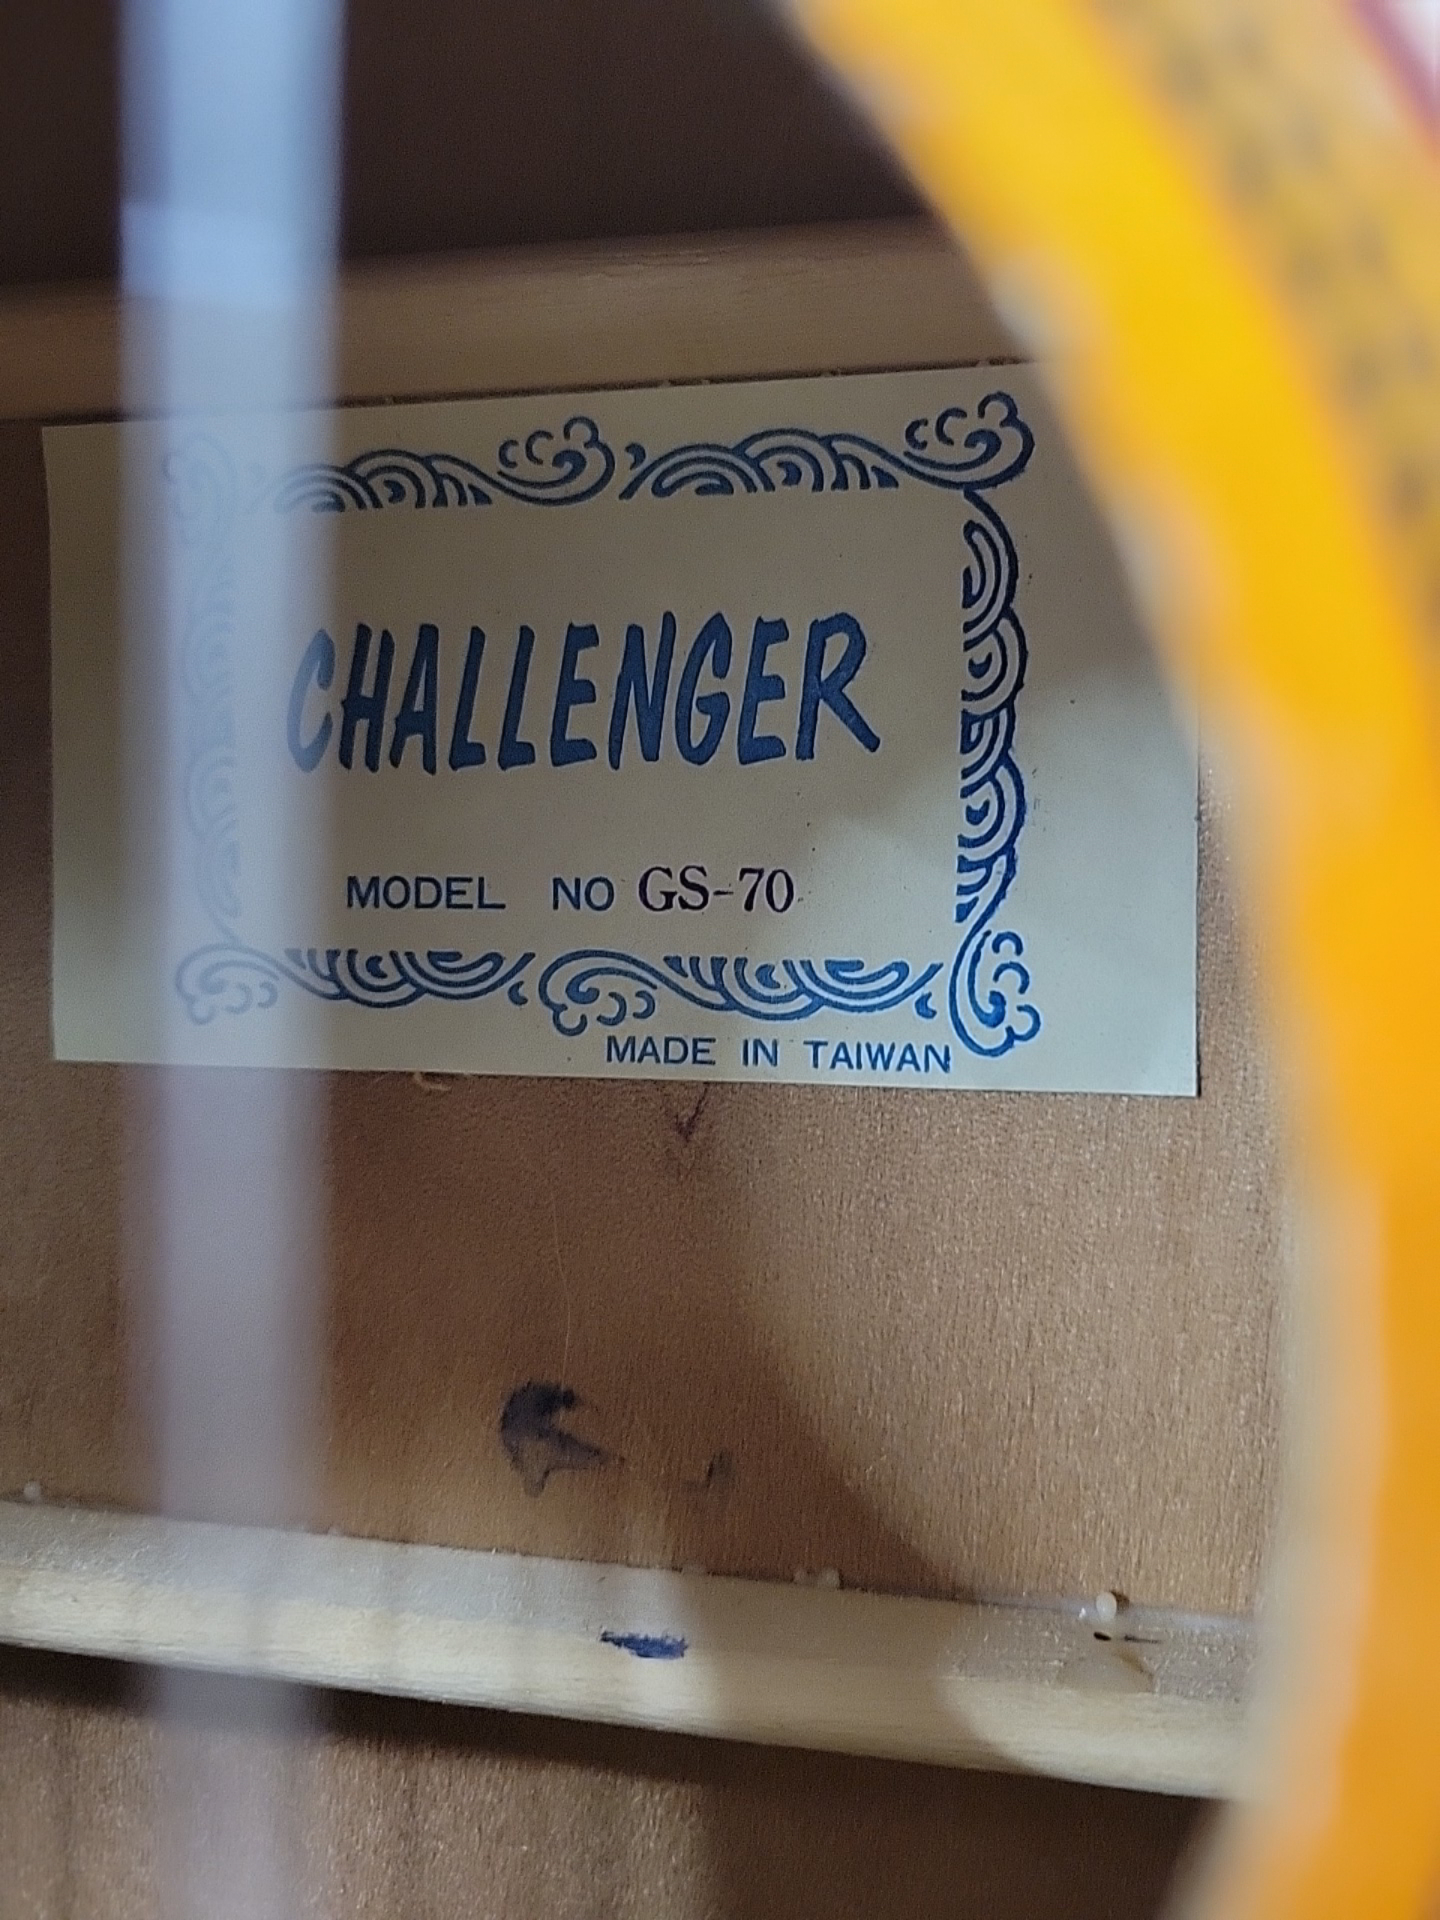 CHALLENGER
MODEL NO GS-70
MADE IN TAIWAN